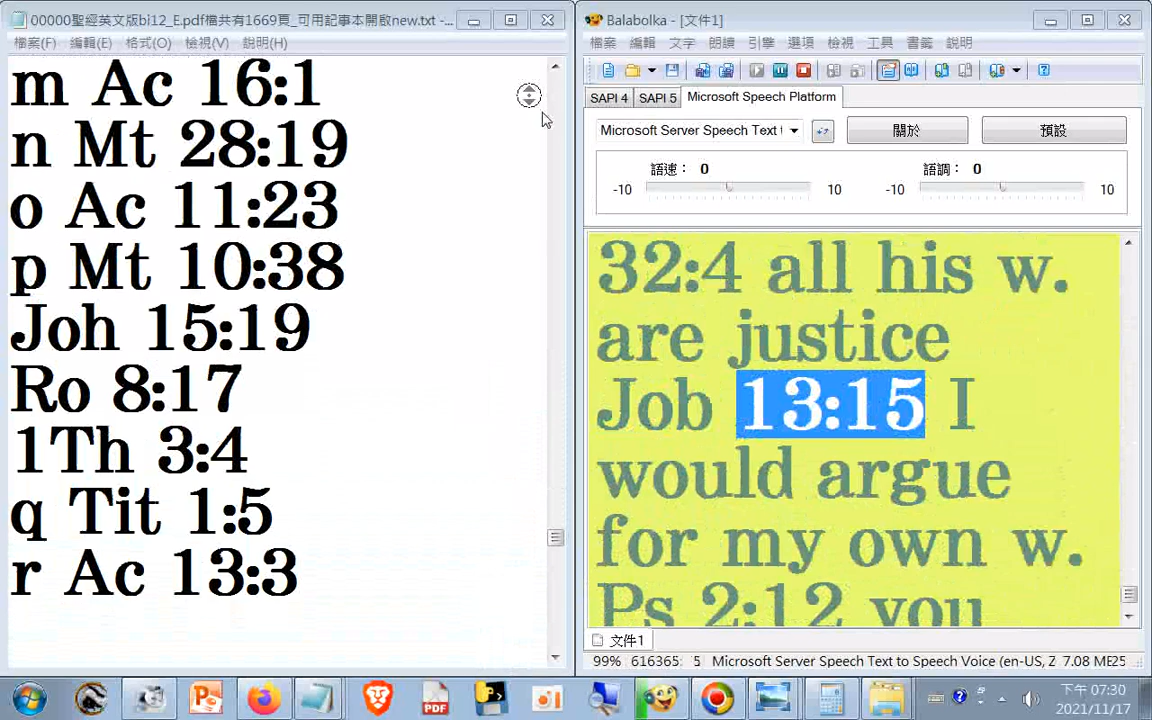 00000聖經英文版bi12_E.pdf檔共有1669頁_可用記事本開啟new.txt -...
檔案(F) 編輯(E) 格式(O) 檢視(V) 說明(H)
m Ac 16:1
n Mt 28:19
o Ac 11:23
p Mt 10:38
Joh 15:19
Ro 8:17
1Th 3:4
q Tit 1:5
r Ac 13:3
Balabolka - [文件1]
檔案 編輯 文字 朗讀 引擎 選項 檢視 工具 書籤 說明
SAPI 4 SAPI 5 Microsoft Speech Platform
Microsoft Server Speech Text 關於 預設
語速： 0 語調： 0
-10 10 -10 10
32:4 all his w.
are justice
Job 13:15 I
would argue
for my own w.
Ps 2:12 you
文件1
99% 616365: 5 Microsoft Server Speech Text to Speech Voice (en-US, Z 7.08 ME25
PDF
下午 07:30
2021/11/17